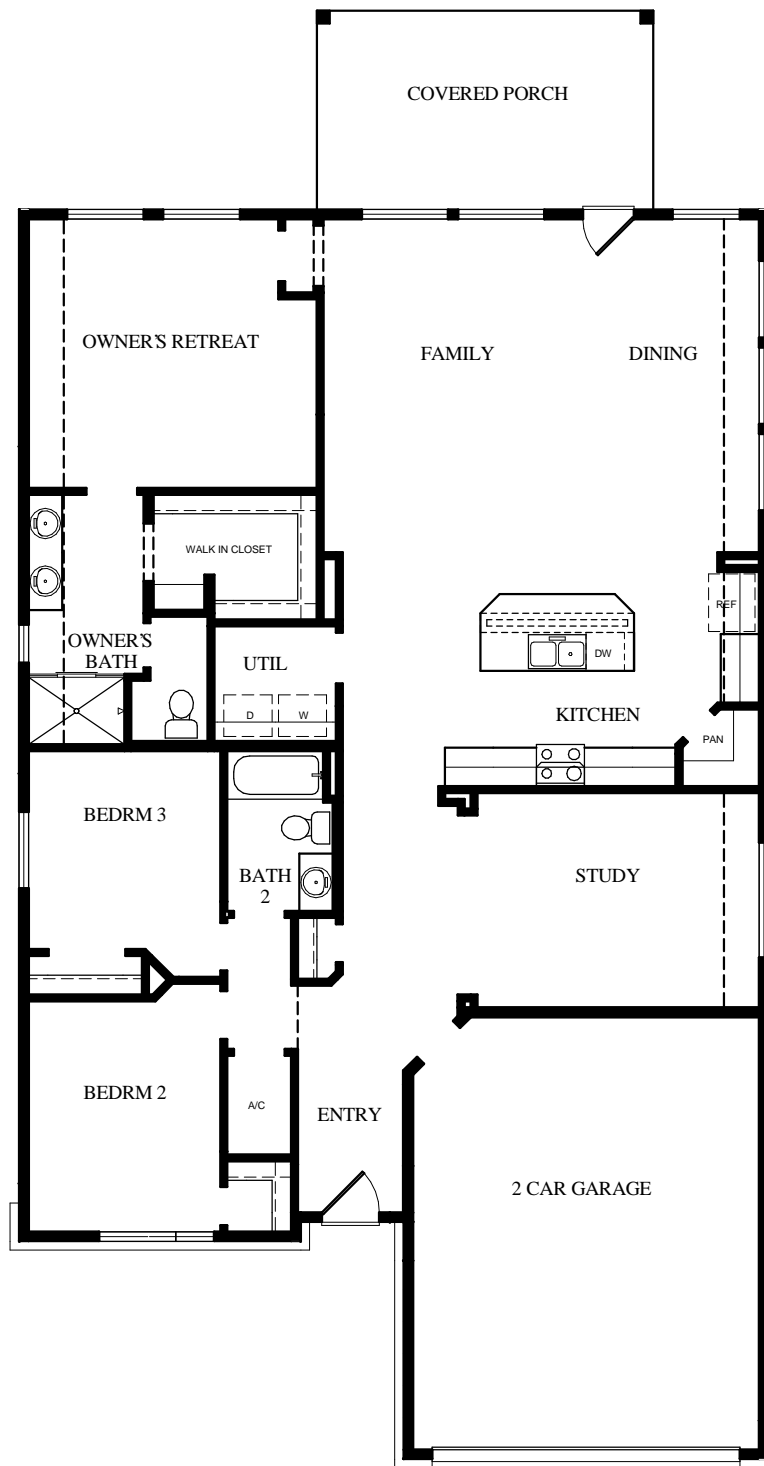 COVERED PORCH
OWNER'S RETREAT
FAMILY
DINING
WALK IN CLOSET
REF
OWNER'S
BATH
UTIL
DW
D
W
KITCHEN
PAN
BEDRM 3
BATH
2
STUDY
BEDRM 2
A/C
ENTRY
2 CAR GARAGE